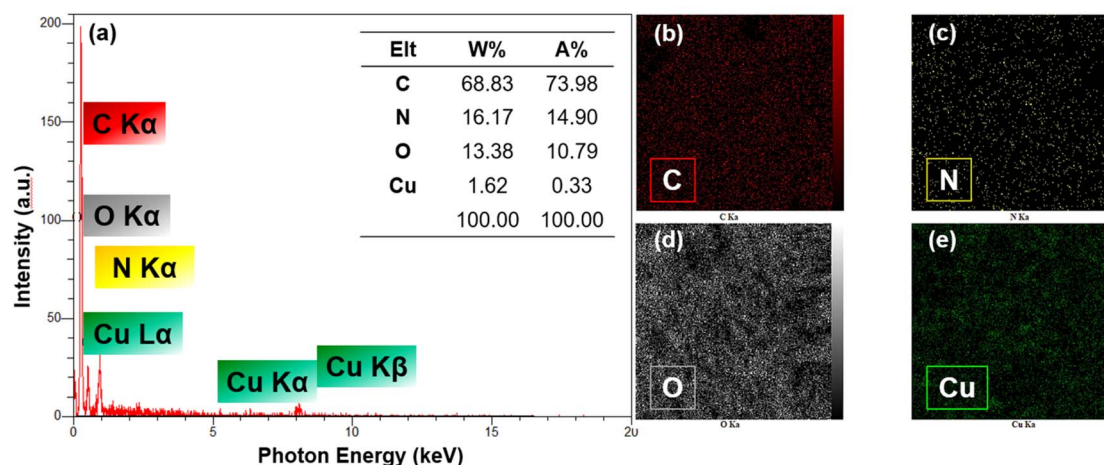 (a)
200
150
100
50
0
Intensity (a.u.)
C Kα
O Kα
N Kα
Cu Lα
Cu Kα
Cu Kβ
Elt W% A%
C 68.83 73.98
N 16.17 14.90
O 13.38 10.79
Cu 1.62 0.33
100.00 100.00
0 5 10 15 20
Photon Energy (keV)
(b)
C
C Ka
(c)
N
N Ka
(d)
O
O Ka
(e)
Cu
Cu Ka